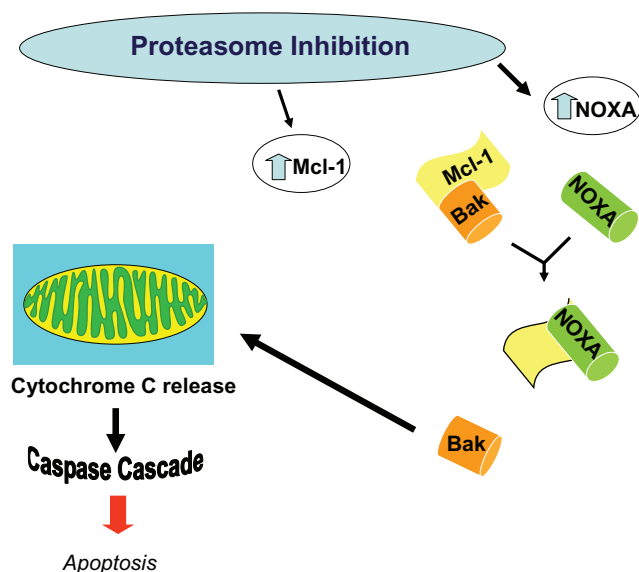 Proteasome Inhibition
NOXA
Mcl-1
Mcl-1
Bak
NOXA
NOXA
Cytochrome C release
Bak
Caspase Cascade
Apoptosis